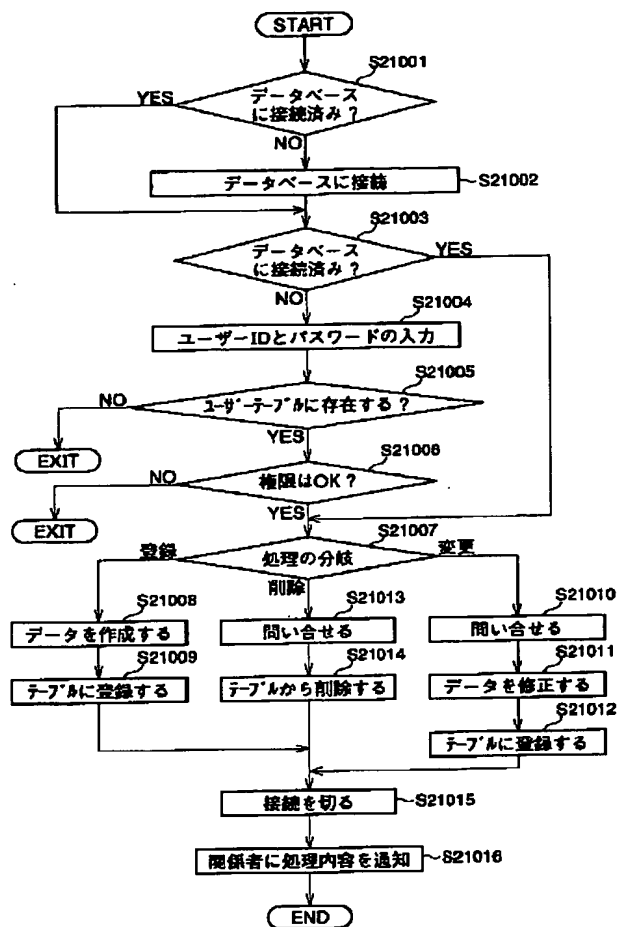 START
S21001
データベース
に接続済み?
YES
NO
データベースに接続
S21002
S21003
データベース
に接続済み?
YES
NO
S21004
ユーザーIDとパスワードの入力
S21005
ユーザーテーブルに存在する?
NO
YES
EXIT
S21006
権限はOK?
NO
YES
EXIT
S21007
処理の分岐
登録
削除
変更
S21008
データを作成する
S21009
テーブルに登録する
S21013
問い合せる
S21014
テーブルから削除する
S21010
問い合せる
S21011
データを修正する
S21012
テーブルに登録する
接続を切る
S21015
関係者に処理内容を通知
S21016
END